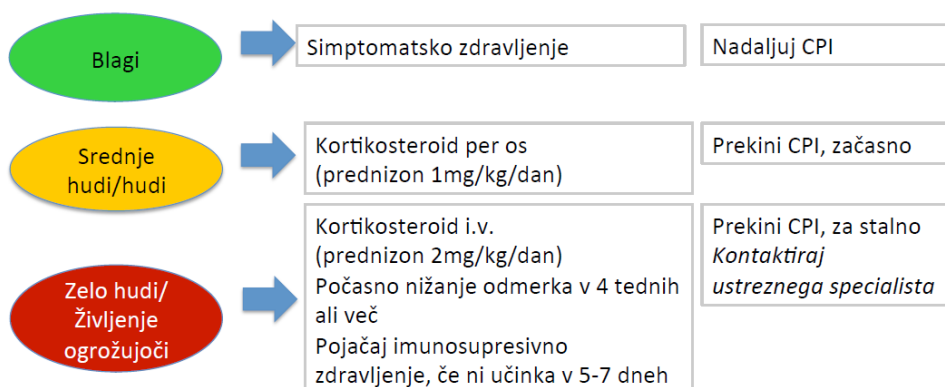 Blagi
Simptomatsko zdravljenje
Nadaljuj CPI
Srednje
hudi/hudi
Kortikosteroid per os
(prednizon 1mg/kg/dan)
Prekini CPI, začasno
Zelo hudi/
Življenje
ogrožujoči
Kortikosteroid i.v.
(prednizon 2mg/kg/dan)
Počasno nižanje odmerka v 4 tednih
ali več
Pojačaj imunosupresivno
zdravljenje, če ni učinka v 5-7 dneh
Prekini CPI, za stalno
Kontaktiraj
ustreznega specialista